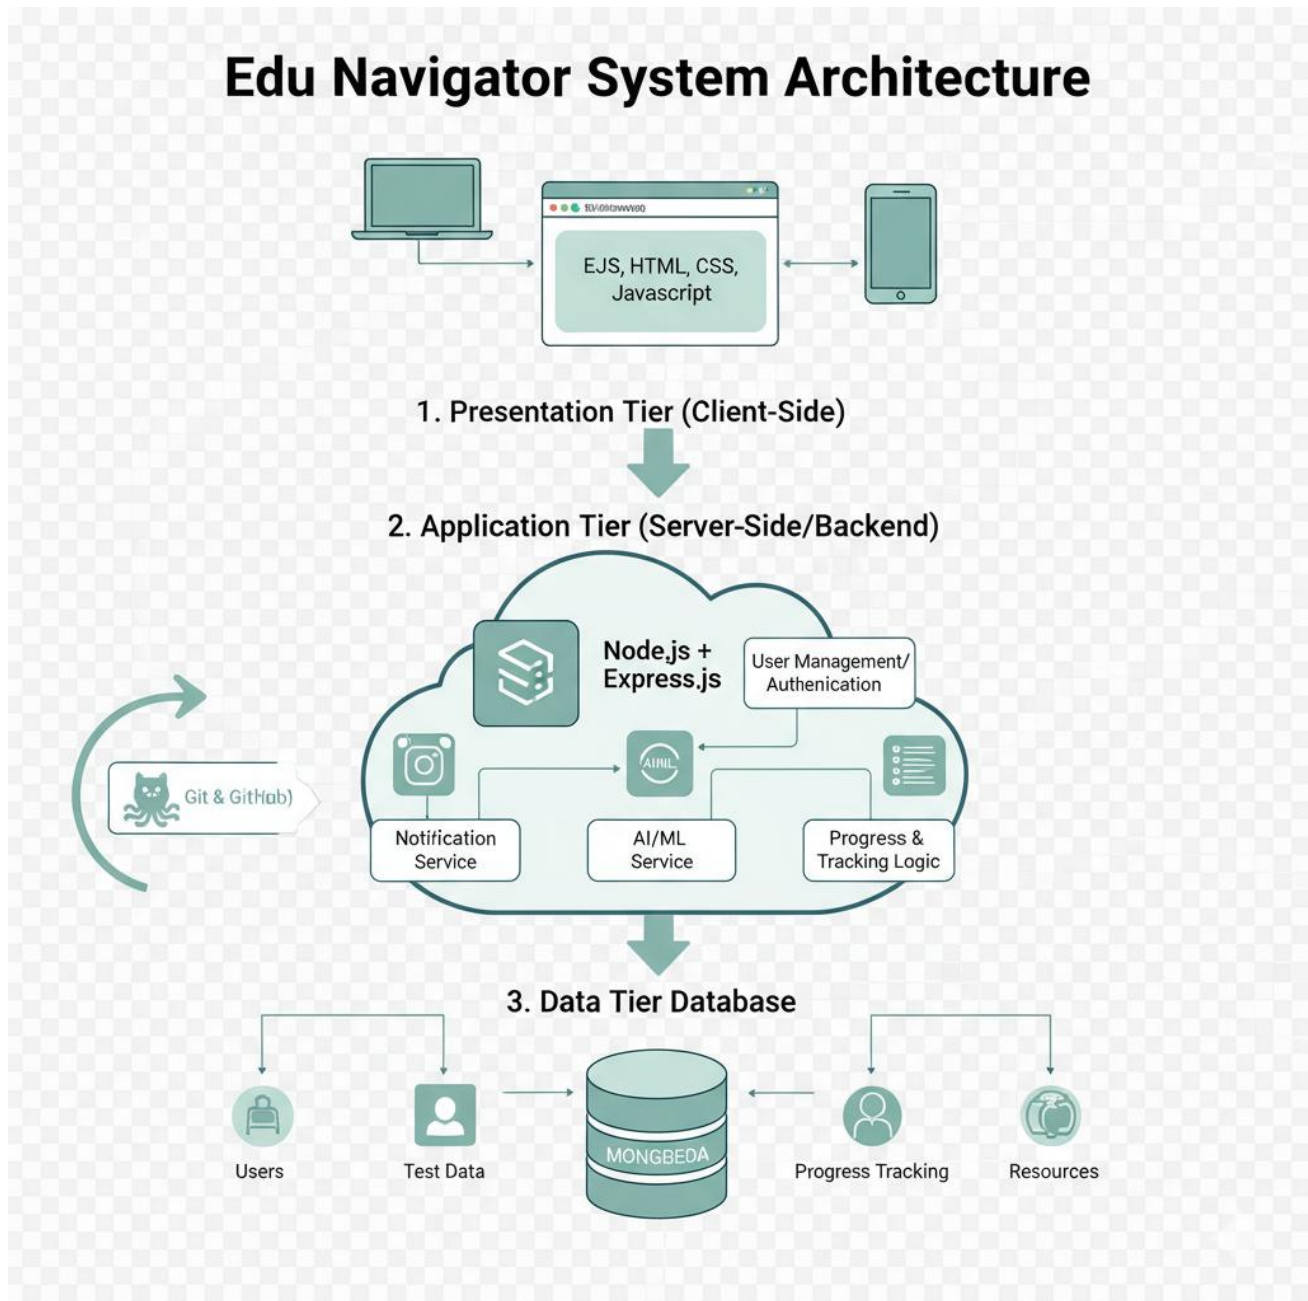 Edu Navigator System Architecture
EJS, HTML, CSS,
Javascript
1. Presentation Tier (Client-Side)
2. Application Tier (Server-Side/Backend)
Node.js +
Express.js
User Management/
Authenication
Git & GitHub)
Notification
Service
AI/ML
Service
Progress &
Tracking Logic
3. Data Tier Database
Users
Test Data
MONGBEDA
Progress Tracking
Resources